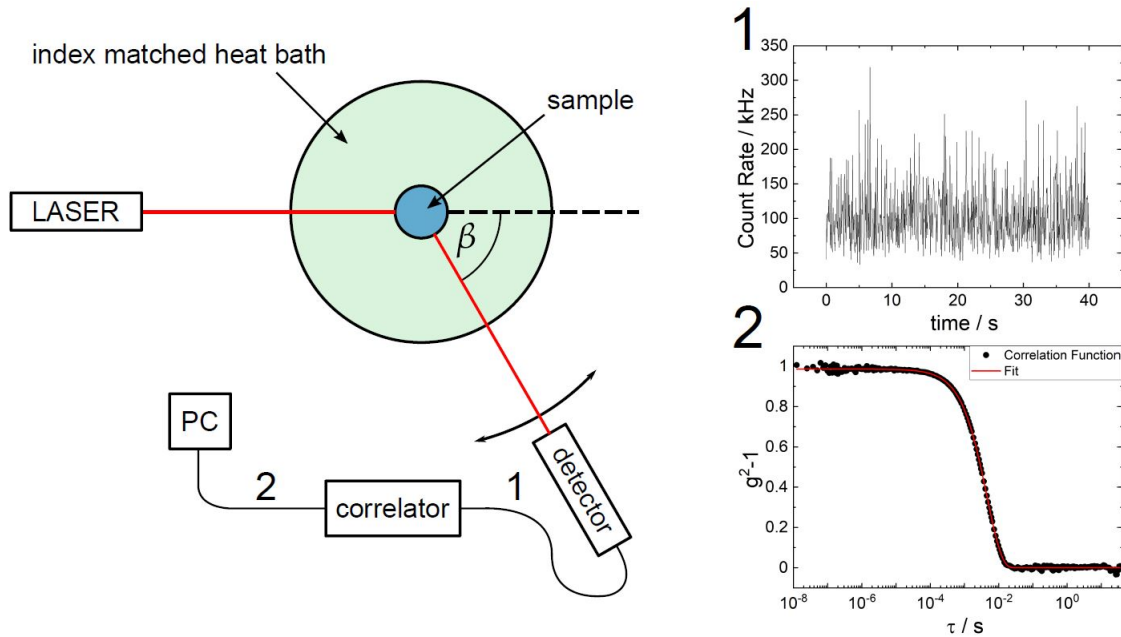 index matched heat bath
sample
LASER
β
PC
2
correlator
1
detector
1
350
300
250
200
150
100
50
0
Count Rate / kHz
0 10 20 30 40
time / s
2
Correlation Function
Fit
1
0.8
0.6
0.4
0.2
0
g²-1
10⁻⁸ 10⁻⁶ 10⁻⁴ 10⁻² 10⁰
τ / s